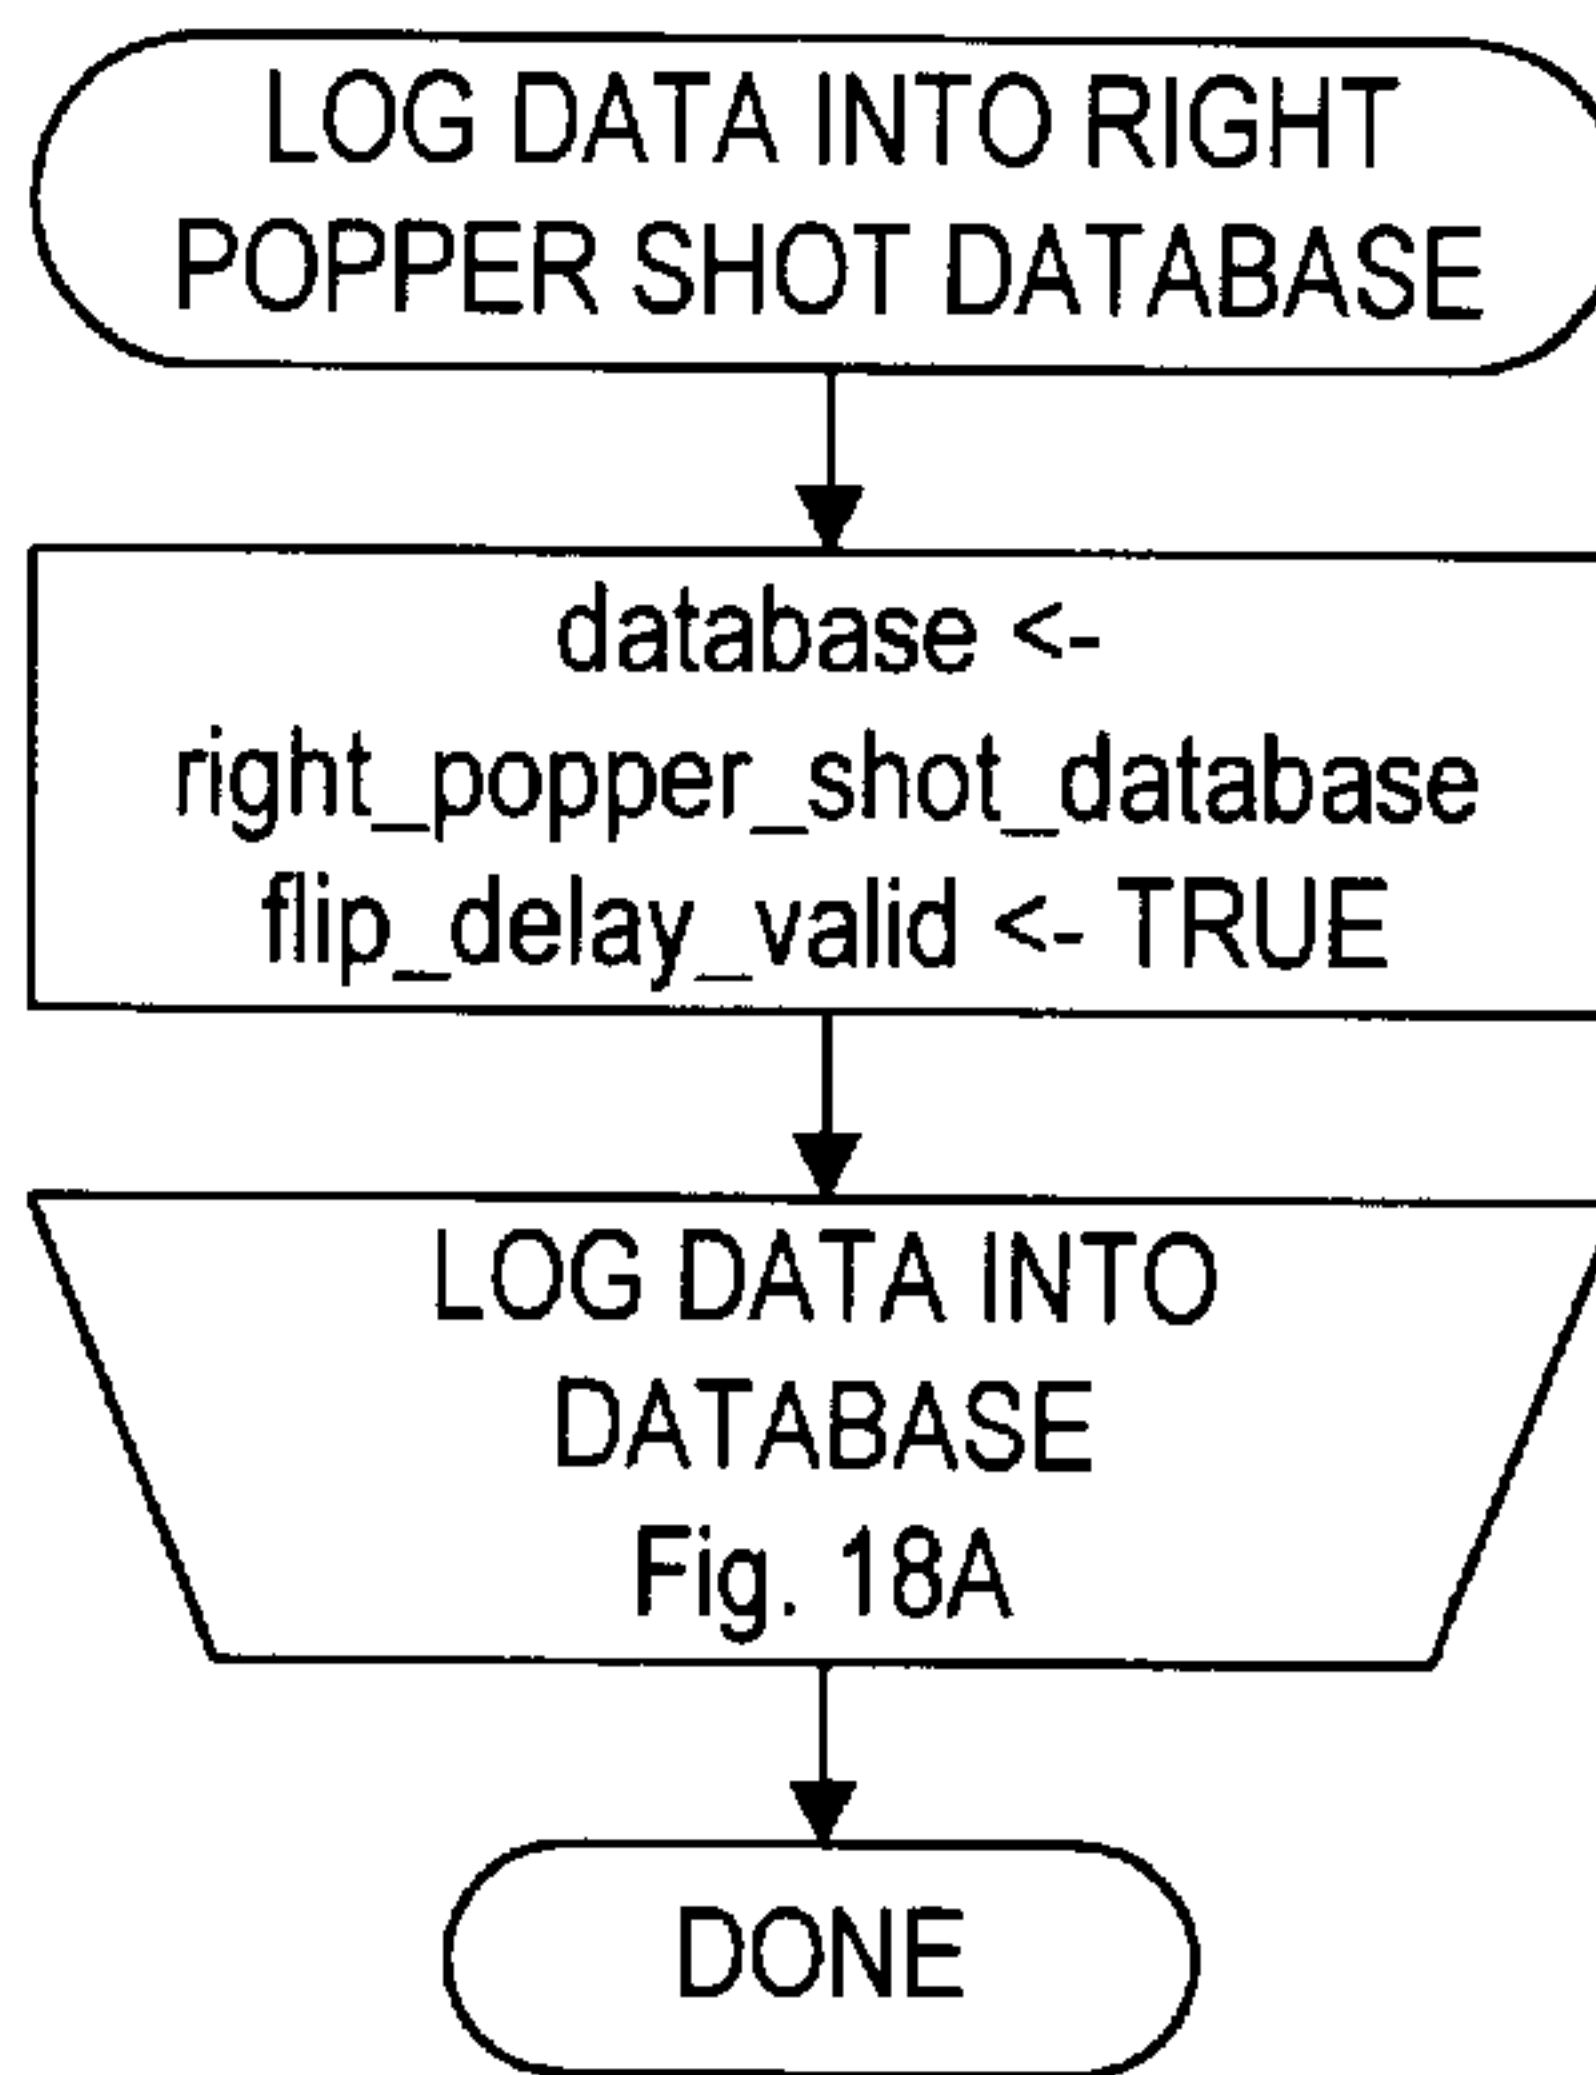 LOG DATA INTO RIGHT
POPPER SHOT DATABASE
database <-
right_popper_shot_database
flip_delay_valid <- TRUE
LOG DATA INTO
DATABASE
Fig. 18A
DONE